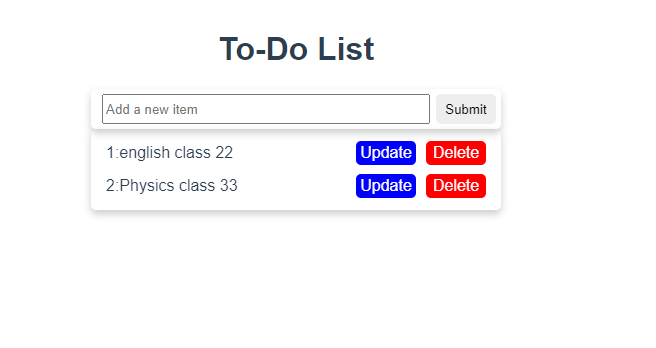 To-Do List
Add a new item Submit
1:english class 22 Update Delete
2:Physics class 33 Update Delete